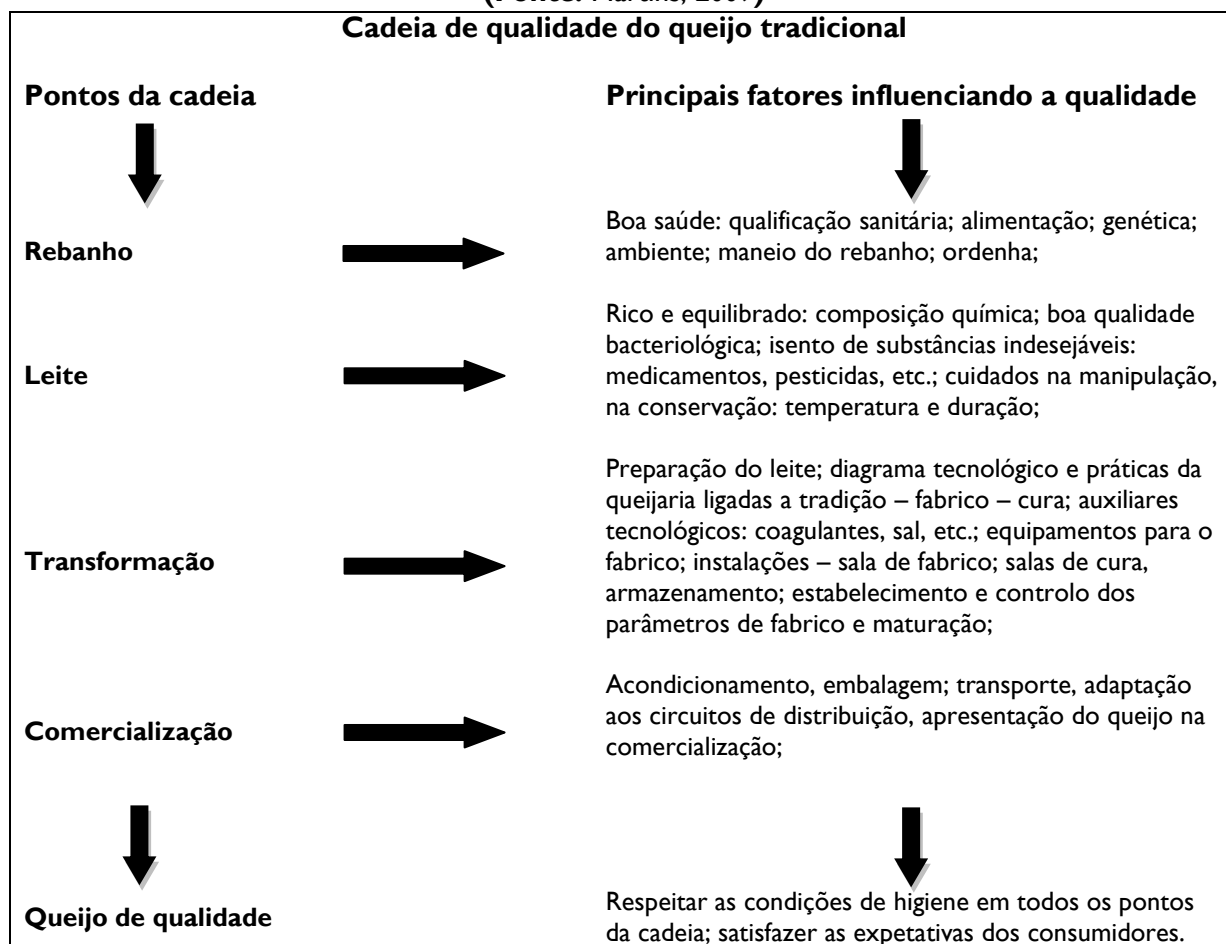 Cadeia de qualidade do queijo tradicional
Pontos da cadeia
Principais fatores influenciando a qualidade
Rebanho
Boa saúde: qualificação sanitária; alimentação; genética;
ambiente; maneio do rebanho; ordenha;
Leite
Rico e equilibrado: composição química; boa qualidade
bacteriológica; isento de substâncias indesejáveis:
medicamentos, pesticidas, etc.; cuidados na manipulação,
na conservação: temperatura e duração;
Transformação
Preparação do leite; diagrama tecnológico e práticas da
queijaria ligadas a tradição – fabrico – cura; auxiliares
tecnológicos: coagulantes, sal, etc.; equipamentos para o
fabrico; instalações – sala de fabrico; salas de cura,
armazenamento; estabelecimento e controlo dos
parâmetros de fabrico e maturação;
Comercialização
Acondicionamento, embalagem; transporte, adaptação
aos circuitos de distribuição, apresentação do queijo na
comercialização;
Queijo de qualidade
Respeitar as condições de higiene em todos os pontos
da cadeia; satisfazer as expetativas dos consumidores.